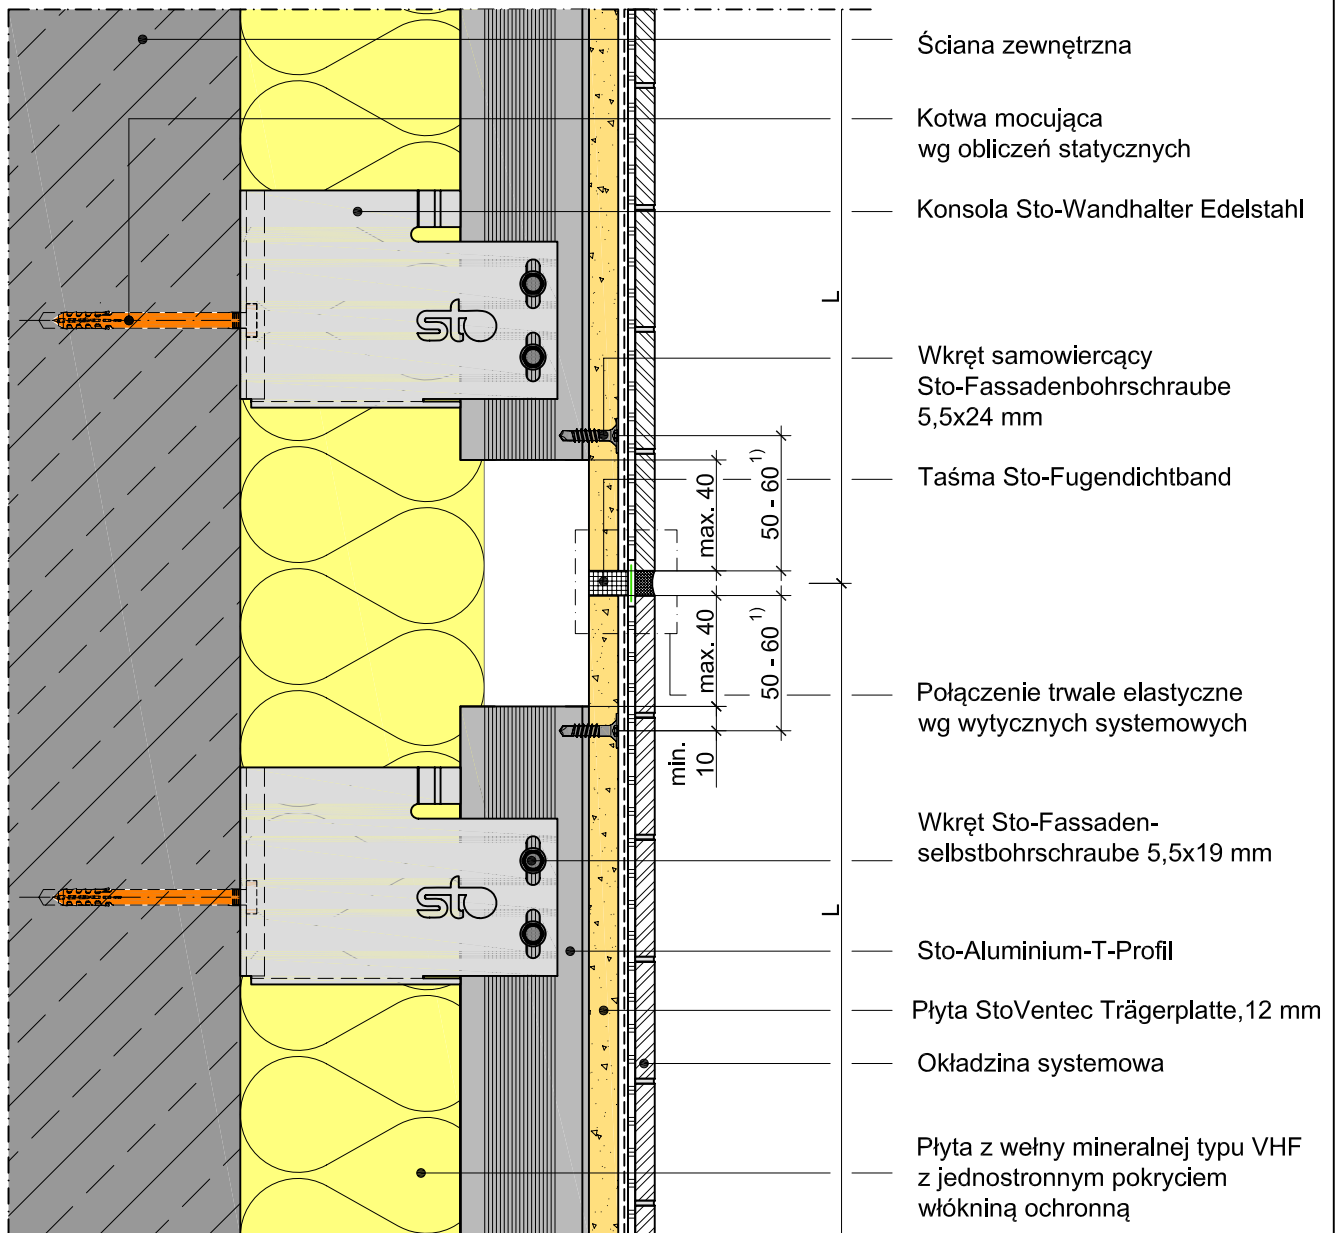 Ściana zewnętrzna
Kotwa mocująca
wg obliczeń statycznych
Konsola Sto-Wandhalter Edelstahl
L
sto
Wkręt samowiercący
Sto-Fassadenbohrschraube
5,5x24 mm
Taśma Sto-Fugendichtband
max. 40
50 - 60 1)
max. 40
50 - 60 1)
Połączenie trwale elastyczne
wg wytycznych systemowych
min.
10
Wkręt Sto-Fassaden-
selbstbohrschraube 5,5x19 mm
sto
L
Sto-Aluminium-T-Profil
Płyta StoVentec Trägerplatte,12 mm
Okładzina systemowa
Płyta z wełny mineralnej typu VHF
z jednostronnym pokryciem
włókniną ochronną